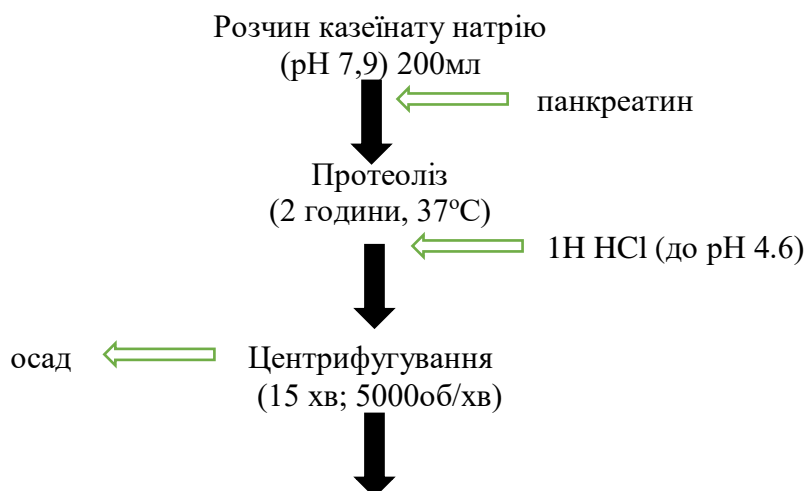 Розчин казеїнату натрію
(pH 7,9) 200мл
панкреатин
Протеоліз
(2 години, 37ºС)
1Н HCl (до pH 4.6)
осад
Центрифугування
(15 хв; 5000об/хв)